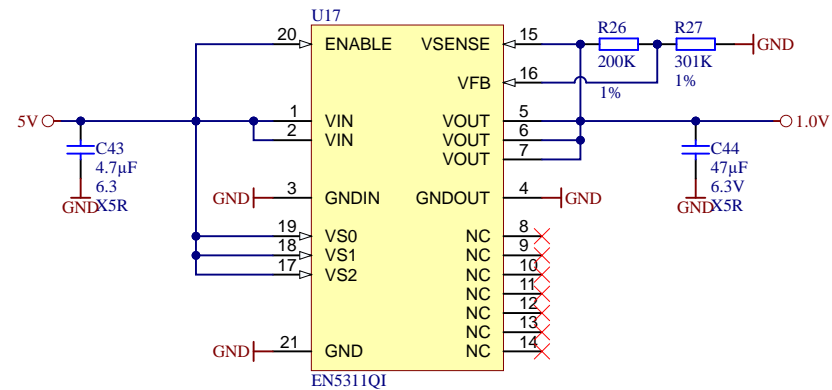 U17
20 ENABLE VSENSE 15 R26 R27 GND
200K 301K
VFB 16 1% 1%
5V 1 VIN VOUT 5 1.0V
2 VIN VOUT 6
VOUT 7
C43 C44
4.7µF 47µF
6.3 6.3V
GND X5R GND X5R
GND 3 GNDIN GNDOUT 4 GND
19 VS0 NC 8
18 VS1 NC 9
17 VS2 NC 10
NC 11
NC 12
NC 13
GND 21 GND NC 14
EN5311QI